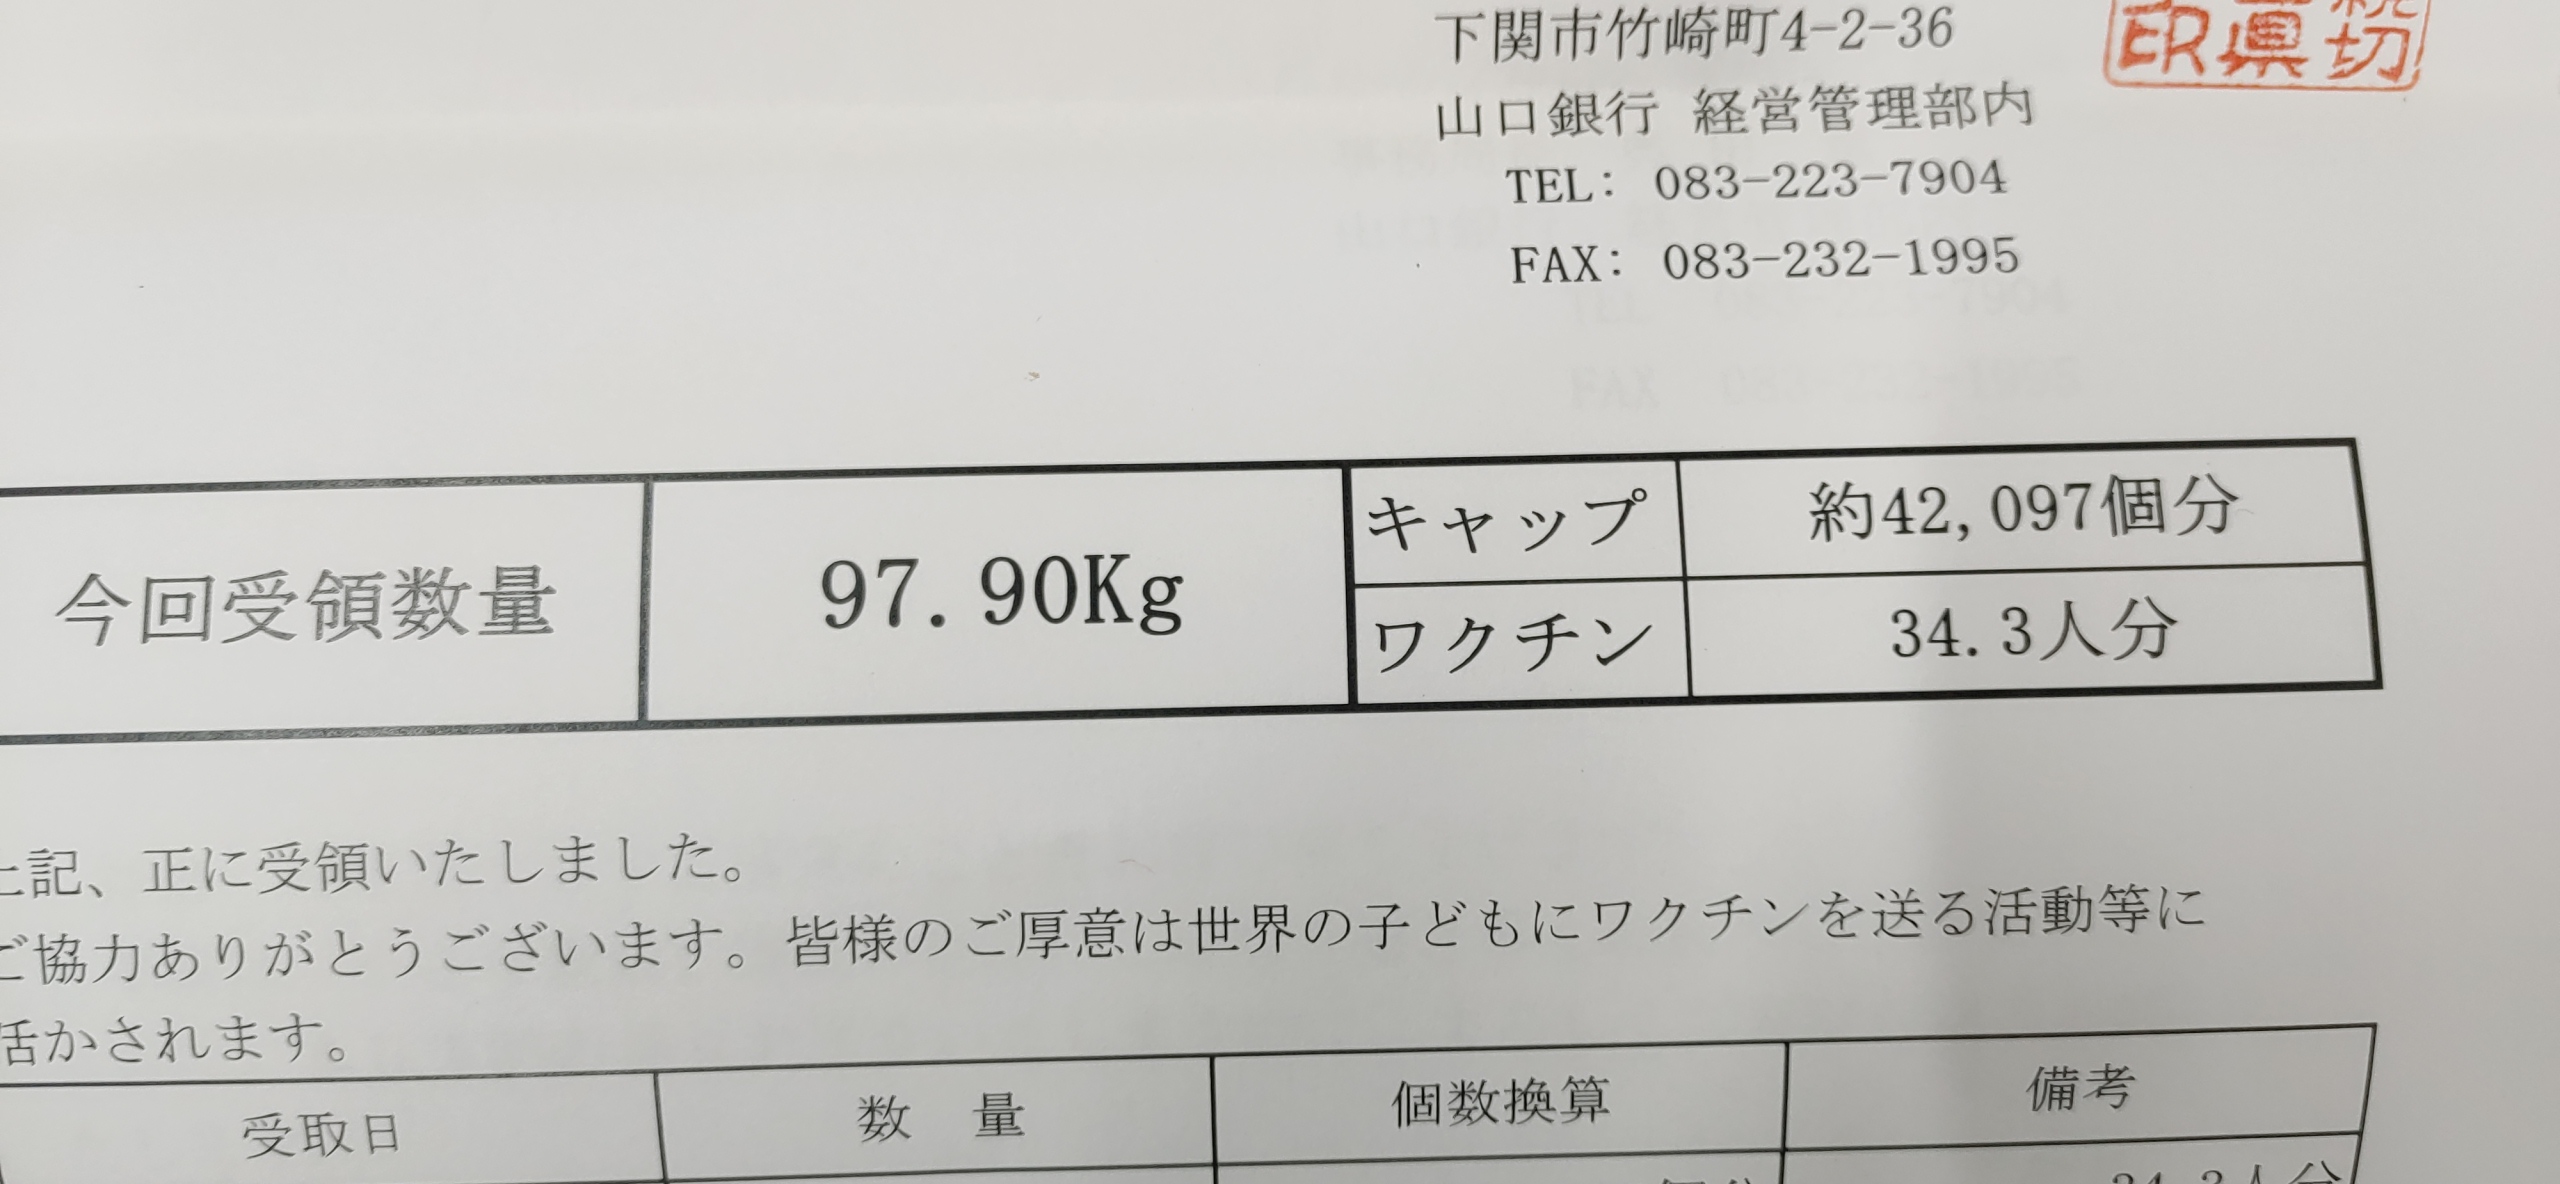 下関市竹崎町4-2-36
山口銀行 経営管理部内
TEL: 083-223-7904
FAX: 083-232-1995
今回受領数量 97.90Kg
キャップ 約42,097個分
ワクチン 34.3人分
上記、正に受領いたしました。
ご協力ありがとうございます。皆様のご厚意は世界の子どもにワクチンを送る活動等に
活かされます。
受取日 数 量 個数換算 備考
34.3人分